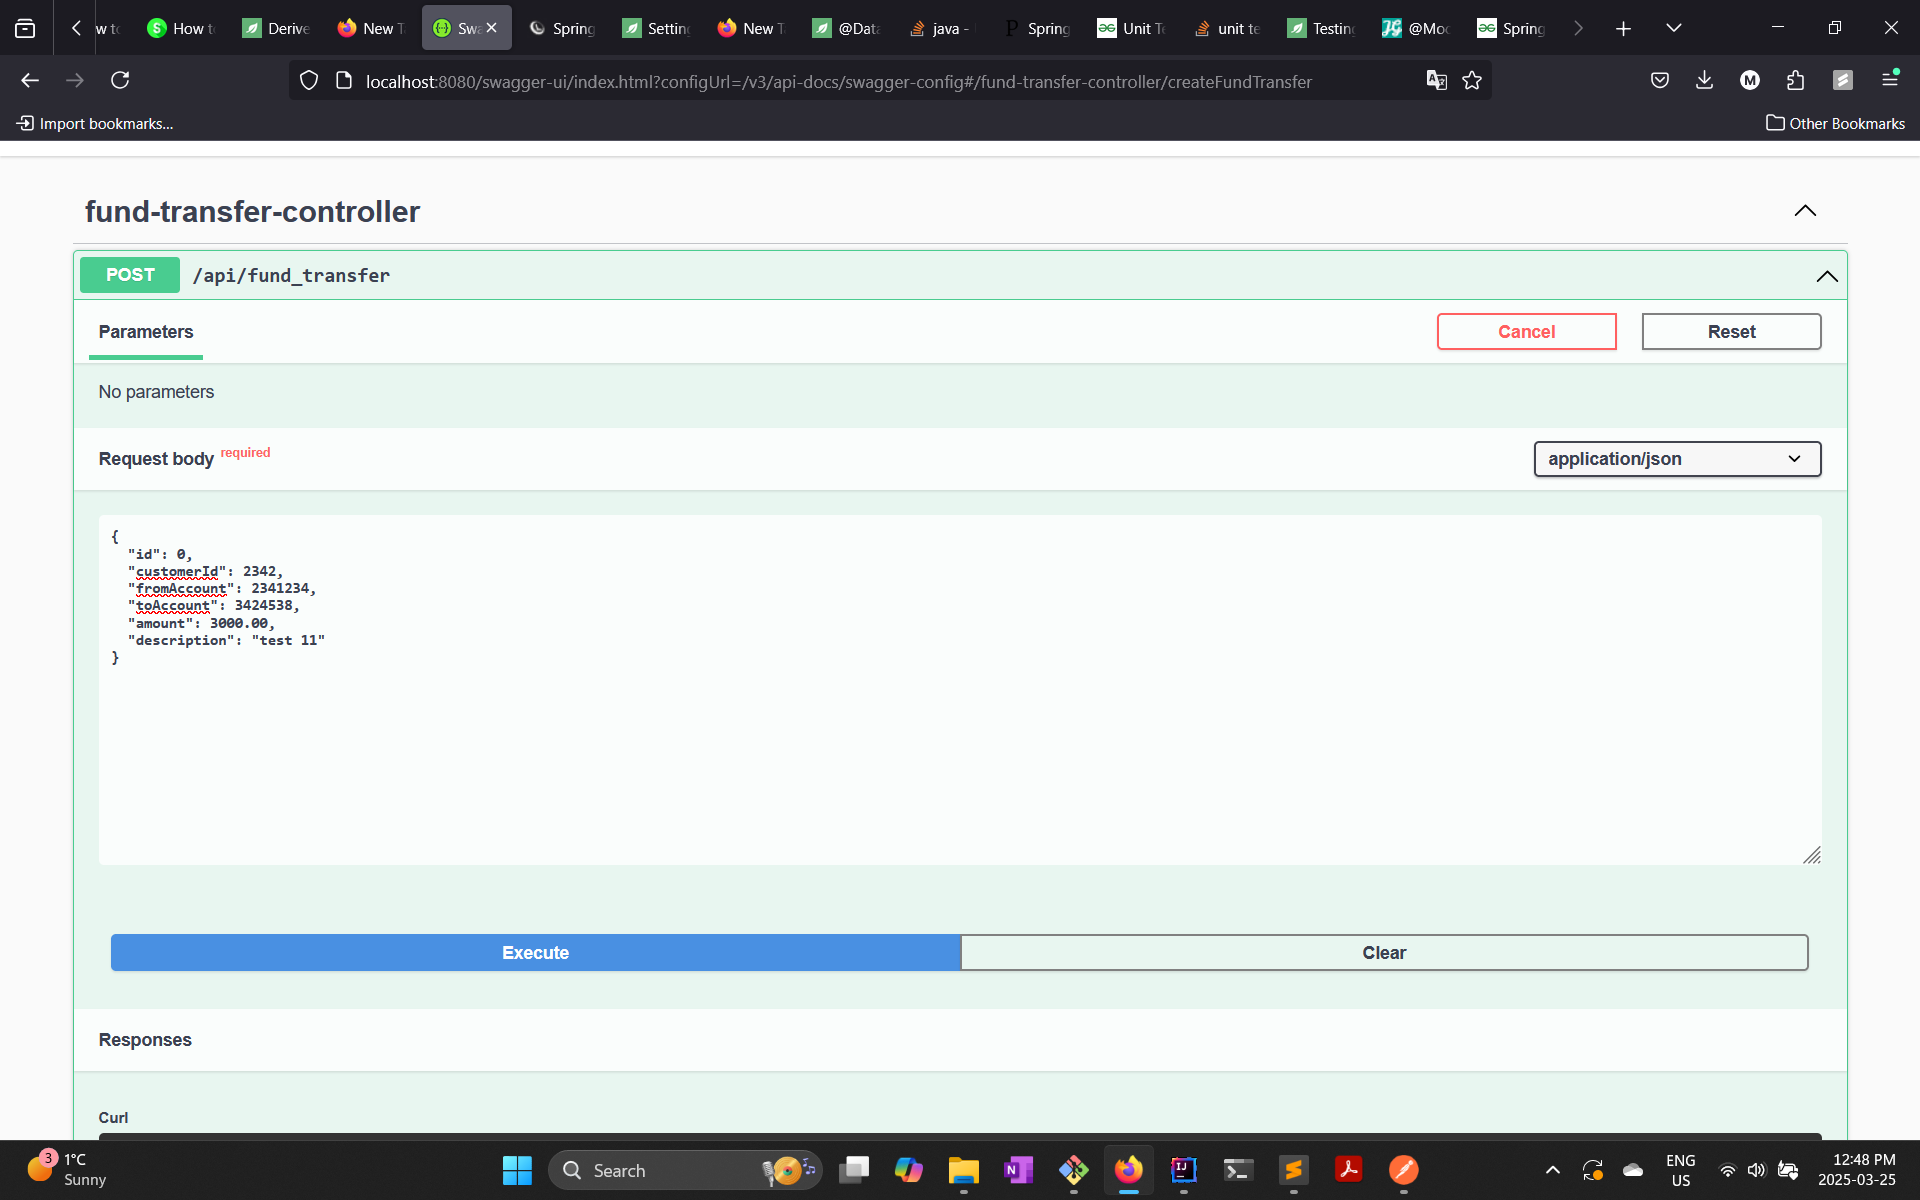 How t
Derive
New T
Swa
Spring
Setting
New T
@Data
java -
Spring
Unit Te
unit te
Testing
@Moc
Spring
localhost:8080/swagger-ui/index.html?configUrl=/v3/api-docs/swagger-config#/fund-transfer-controller/createFundTransfer
Import bookmarks...
Other Bookmarks
fund-transfer-controller
POST /api/fund_transfer
Parameters
Cancel
Reset
No parameters
Request body required
application/json
{
"id": 0,
"customerId": 2342,
"fromAccount": 2341234,
"toAccount": 3424538,
"amount": 3000.00,
"description": "test 11"
}
Execute
Clear
Responses
Curl
3
1°C
Sunny
Search
ENG
US
12:48 PM
2025-03-25